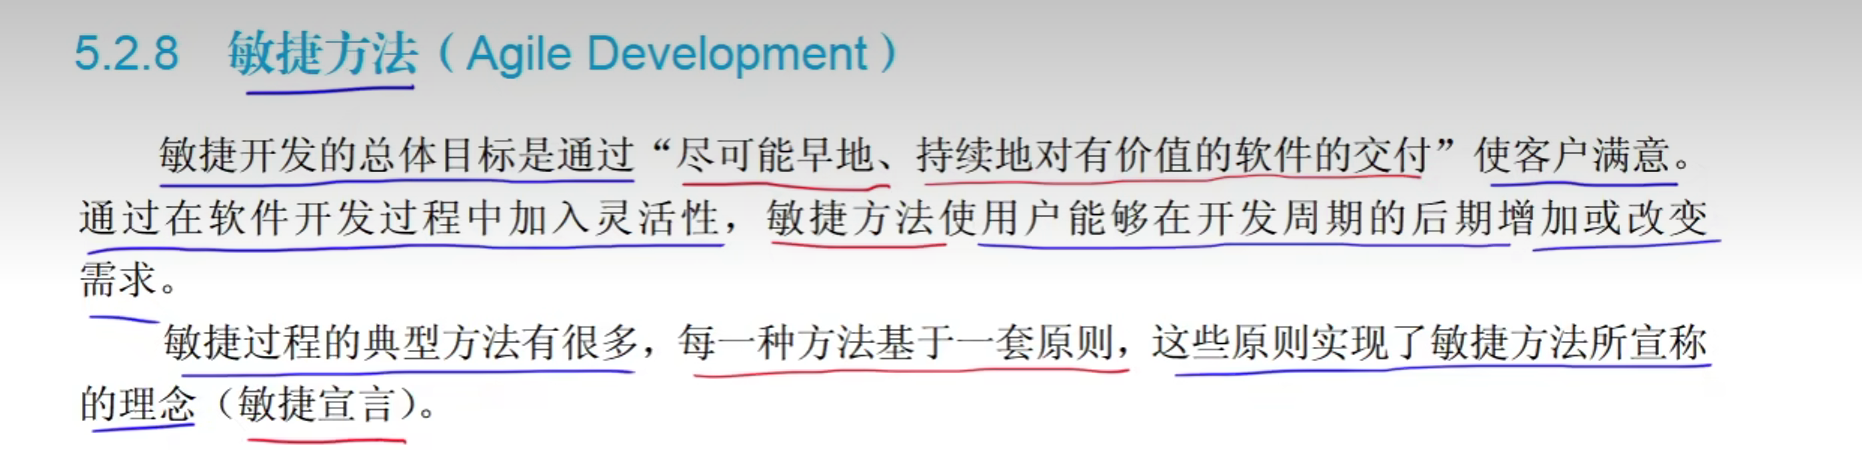 5.2.8 敏捷方法（Agile Development）
敏捷开发的总体目标是通过“尽可能早地、持续地对有价值的软件的交付”使客户满意。
通过在软件开发过程中加入灵活性，敏捷方法使用户能够在开发周期的后期增加或改变
需求。
敏捷过程的典型方法有很多，每一种方法基于一套原则，这些原则实现了敏捷方法所宣称
的理念（敏捷宣言）。